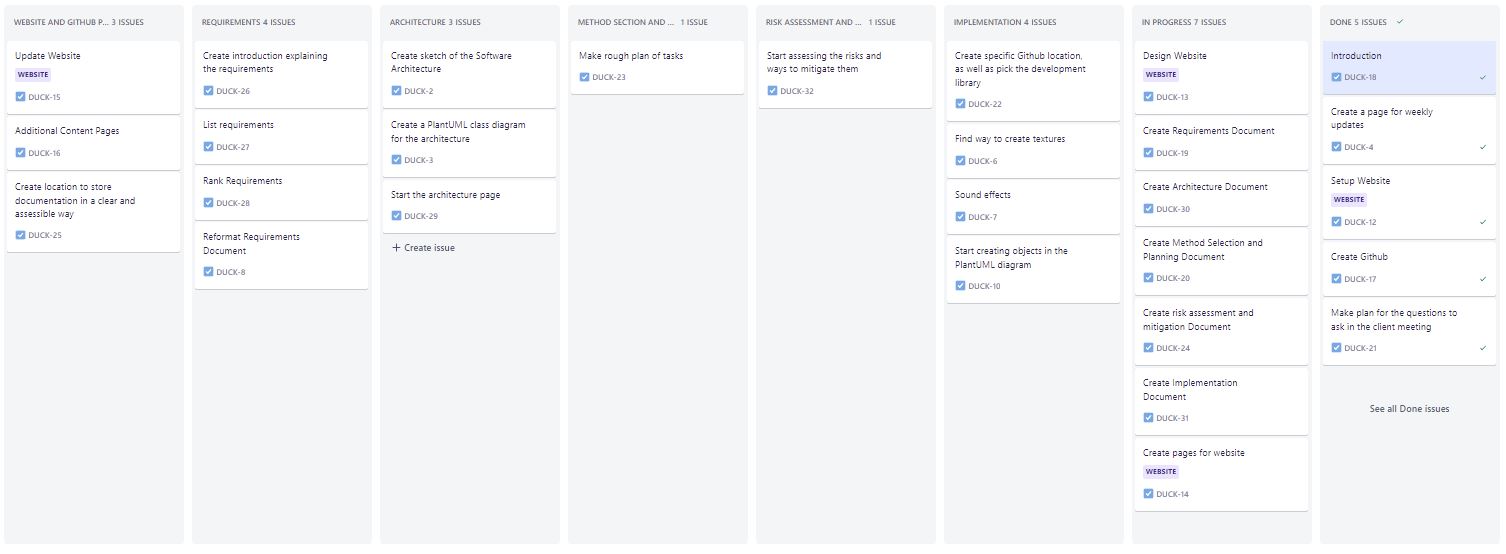 WEBSITE AND GITHUB P... 3 ISSUES
Update Website
WEBSITE
DUCK-15
Additional Content Pages
DUCK-16
Create location to store
documentation in a clear and
assessible way
DUCK-25
REQUIREMENTS 4 ISSUES
Create introduction explaining
the requirements
DUCK-26
List requirements
DUCK-27
Rank Requirements
DUCK-28
Reformat Requirements
Document
DUCK-8
ARCHITECTURE 3 ISSUES
Create sketch of the Software
Architecture
DUCK-2
Create a PlantUML class diagram
for the architecture
DUCK-3
Start the architecture page
DUCK-29
+ Create issue
METHOD SECTION AND ... 1 ISSUE
Make rough plan of tasks
DUCK-23
RISK ASSESSMENT AND ... 1 ISSUE
Start assessing the risks and
ways to mitigate them
DUCK-32
IMPLEMENTATION 4 ISSUES
Create specific Github location,
as well as pick the development
library
DUCK-22
Find way to create textures
DUCK-6
Sound effects
DUCK-7
Start creating objects in the
PlantUML diagram
DUCK-10
IN PROGRESS 7 ISSUES
Design Website
WEBSITE
DUCK-13
Create Requirements Document
DUCK-19
Create Architecture Document
DUCK-30
Create Method Selection and
Planning Document
DUCK-20
Create risk assessment and
mitigation Document
DUCK-24
Create Implementation
Document
DUCK-31
Create pages for website
WEBSITE
DUCK-14
DONE 5 ISSUES
Introduction
DUCK-18
Create a page for weekly
updates
DUCK-4
Setup Website
WEBSITE
DUCK-12
Create Github
DUCK-17
Make plan for the questions to
ask in the client meeting
DUCK-21
See all Done issues